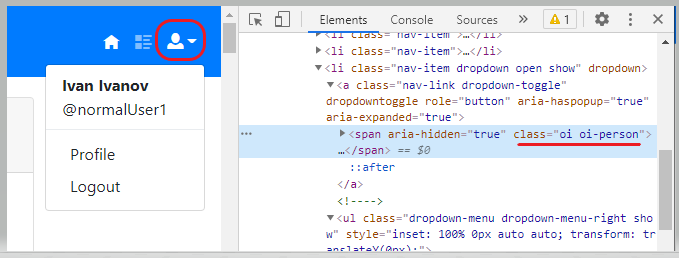 Elements
Console
Sources
»
1
Ivan Ivanov
@normalUser1
Profile
Logout
<li class="nav-item">…</li>
<li class="nav-item">…</li>
<li class="nav-item dropdown open show" dropdown>
<a class="nav-link dropdown-toggle"
dropdowntoggle role="button" aria-haspopup="true"
aria-expanded="true">
… <span aria-hidden="true" class="oi oi-person">
…</span> == $0
::after
</a>
<!---->
<ul class="dropdown-menu dropdown-menu-right sho
w" style="inset: 100% 0px auto auto; transform: tr
anslateY(0px);">